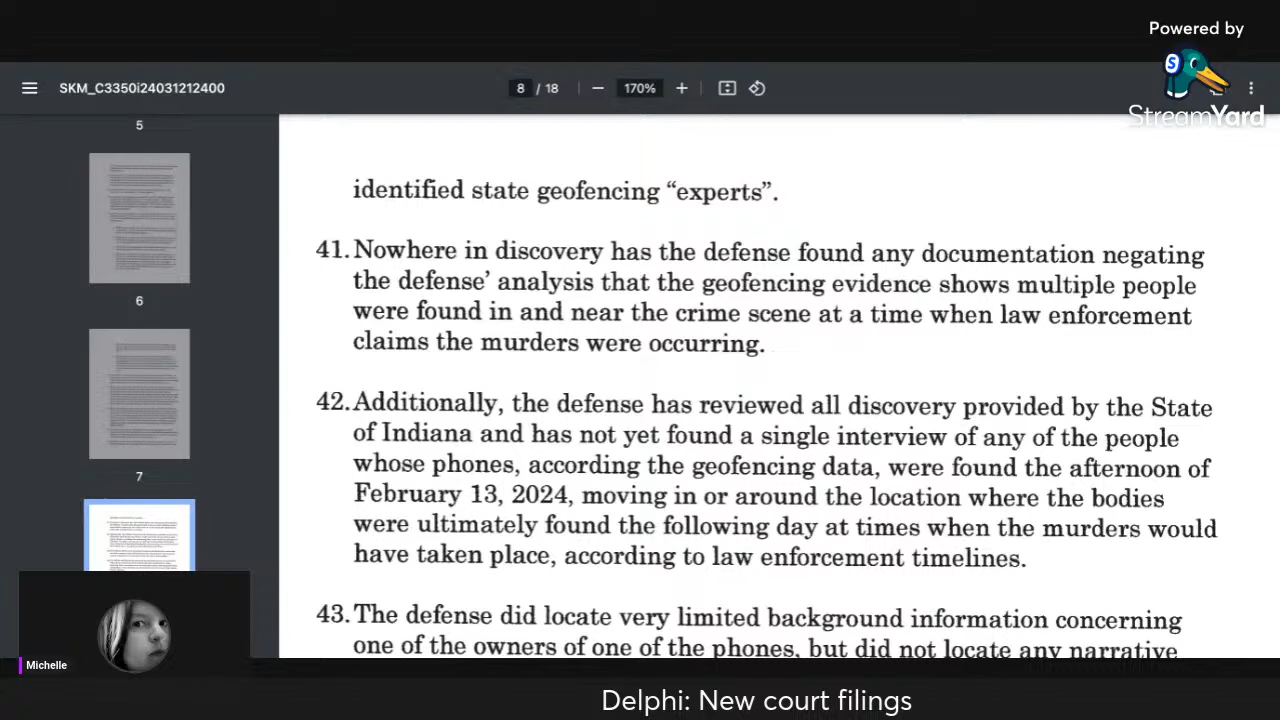 Powered by
StreamYard
SKM_C3350i24031212400
8 / 18
170%
5
6
7
identified state geofencing “experts”.
41. Nowhere in discovery has the defense found any documentation negating
the defense’ analysis that the geofencing evidence shows multiple people
were found in and near the crime scene at a time when law enforcement
claims the murders were occurring.
42. Additionally, the defense has reviewed all discovery provided by the State
of Indiana and has not yet found a single interview of any of the people
whose phones, according the geofencing data, were found the afternoon of
February 13, 2024, moving in or around the location where the bodies
were ultimately found the following day at times when the murders would
have taken place, according to law enforcement timelines.
43. The defense did locate very limited background information concerning
one of the owners of one of the phones, but did not locate any narrative
Michelle
Delphi: New court filings